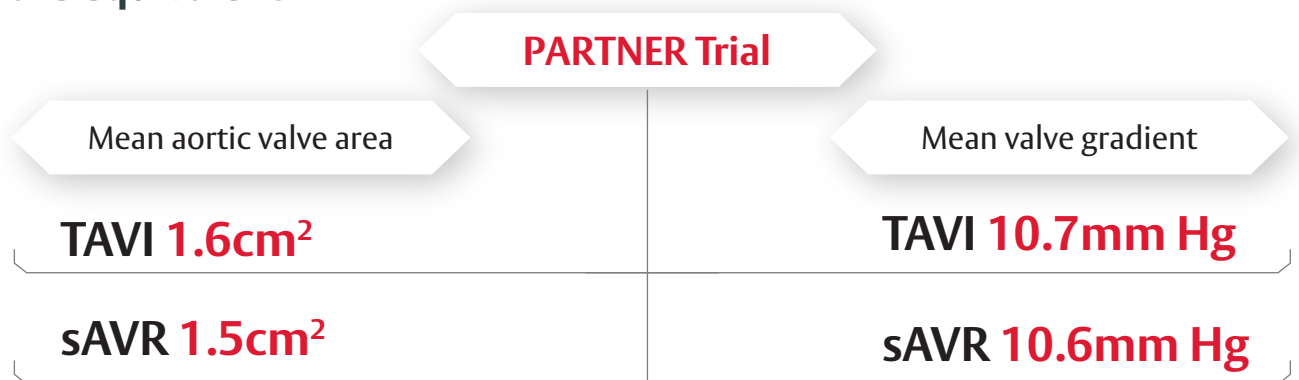 PARTNER Trial
Mean aortic valve area
Mean valve gradient
TAVI 1.6cm²
TAVI 10.7mm Hg
sAVR 1.5cm²
sAVR 10.6mm Hg